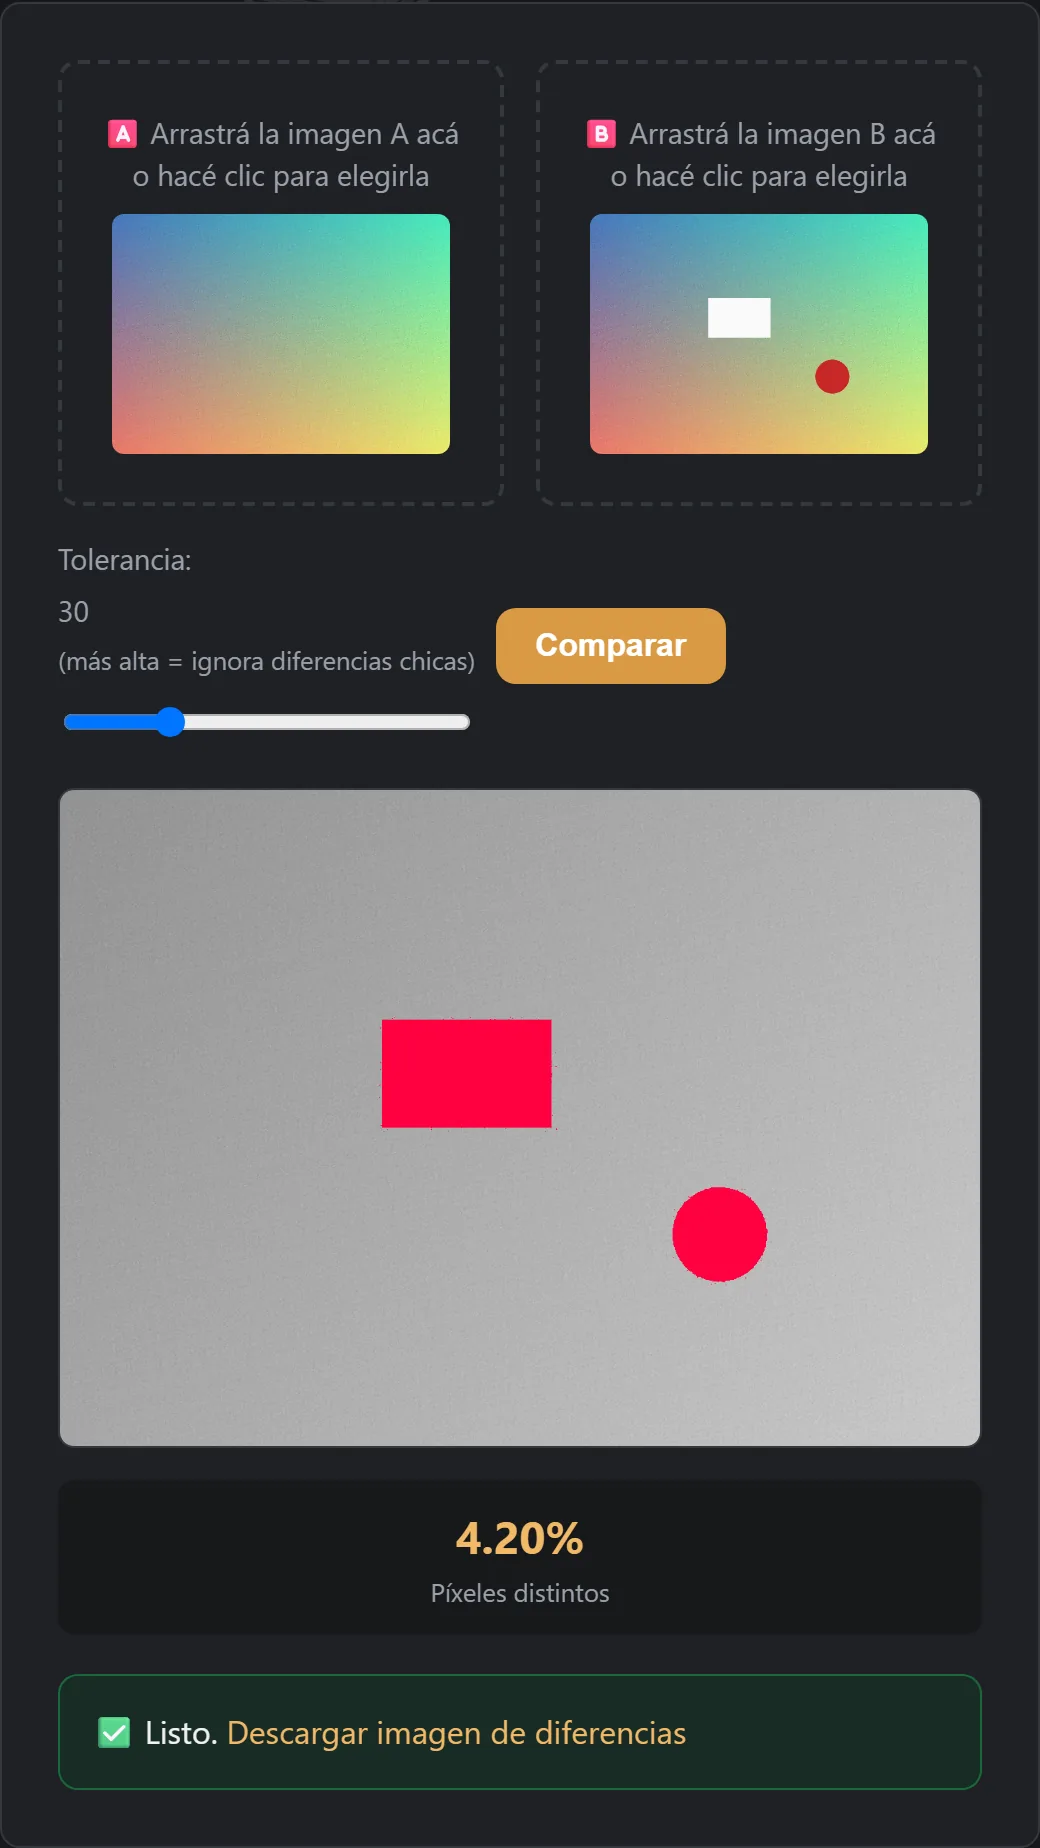 🅰 Arrastrá la imagen A acá
o hacé clic para elegirla
🅱 Arrastrá la imagen B acá
o hacé clic para elegirla
Tolerancia:
30
(más alta = ignora diferencias chicas)
Comparar
4.20%
Píxeles distintos
✅ Listo. Descargar imagen de diferencias